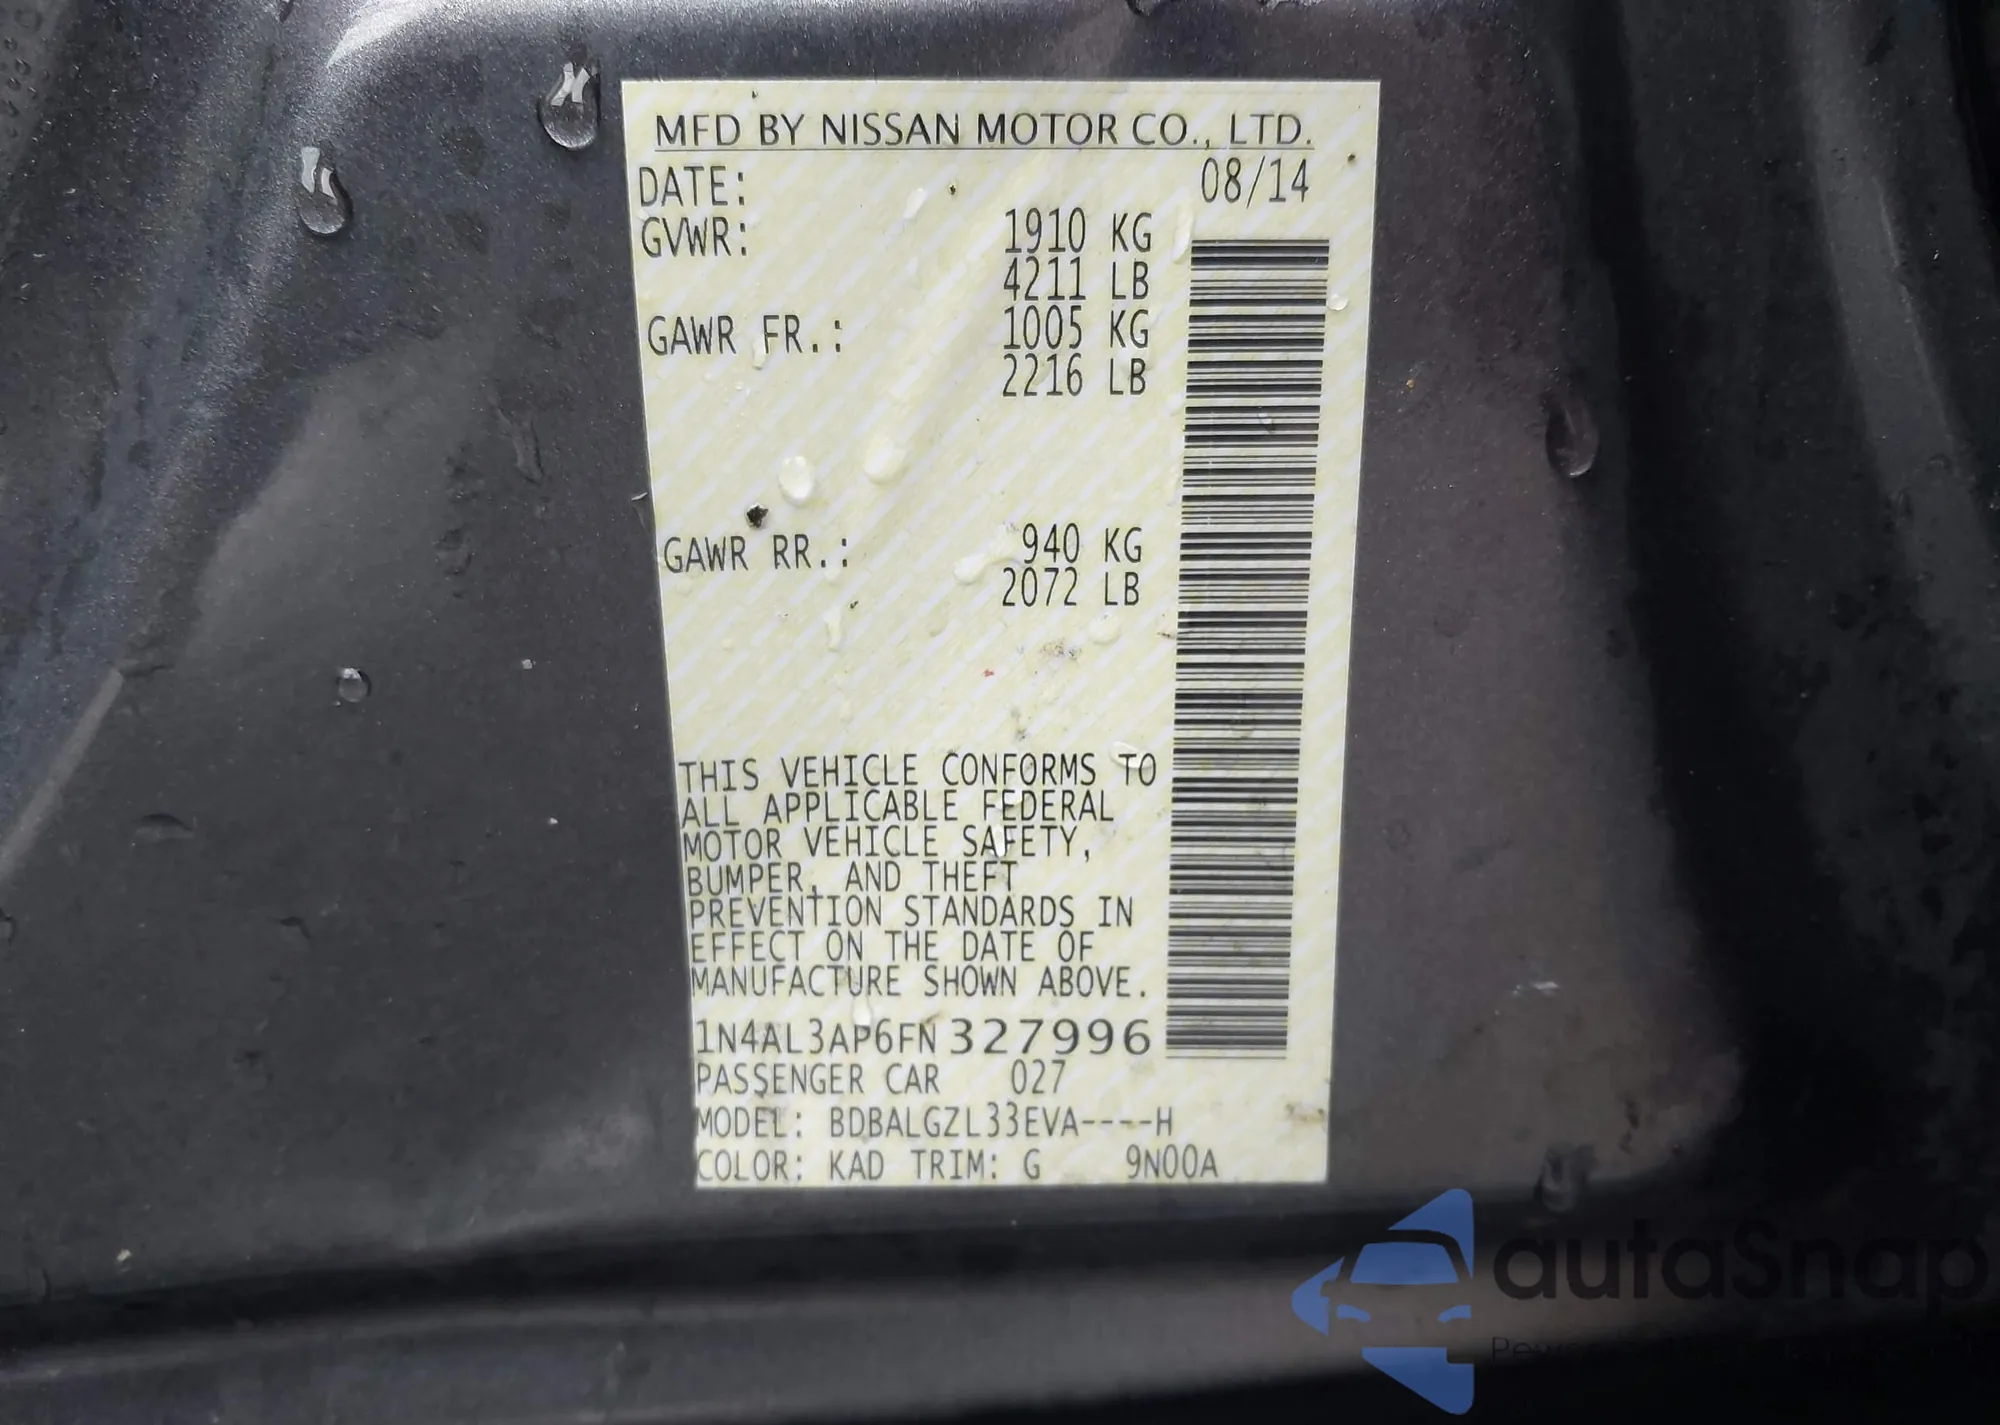 MFD BY NISSAN MOTOR CO., LTD.
DATE: 08/14
GVWR: 1910 KG
4211 LB
GAWR FR.: 1005 KG
2216 LB
GAWR RR.: 940 KG
2072 LB
THIS VEHICLE CONFORMS TO
ALL APPLICABLE FEDERAL
MOTOR VEHICLE SAFETY,
BUMPER, AND THEFT
PREVENTION STANDARDS IN
EFFECT ON THE DATE OF
MANUFACTURE SHOWN ABOVE.
1N4AL3AP6FN327996
PASSENGER CAR 027
MODEL: BDBALGZL33EVA----H
COLOR: KAD TRIM: G 9N00A
autaSnap